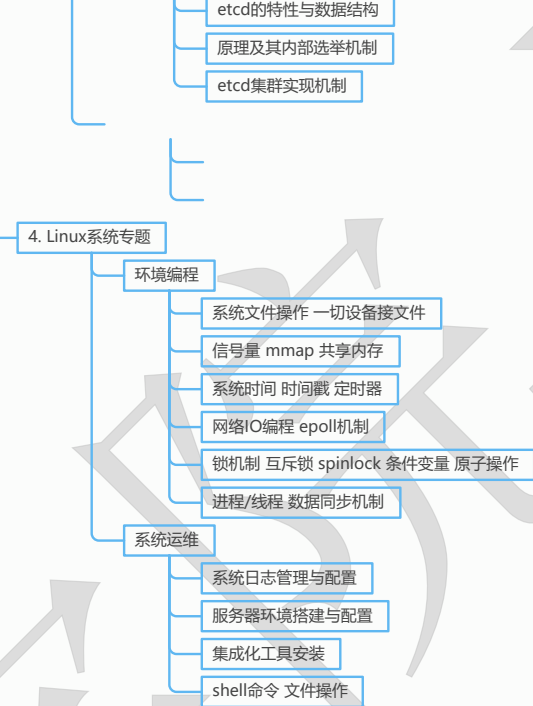 etcd的特性与数据结构
原理及其内部选举机制
etcd集群实现机制
4. Linux系统专题
环境编程
系统文件操作 一切设备接文件
信号量 mmap 共享内存
系统时间 时间戳 定时器
网络IO编程 epoll机制
锁机制 互斥锁 spinlock 条件变量 原子操作
进程/线程 数据同步机制
系统运维
系统日志管理与配置
服务器环境搭建与配置
集成化工具安装
shell命令 文件操作